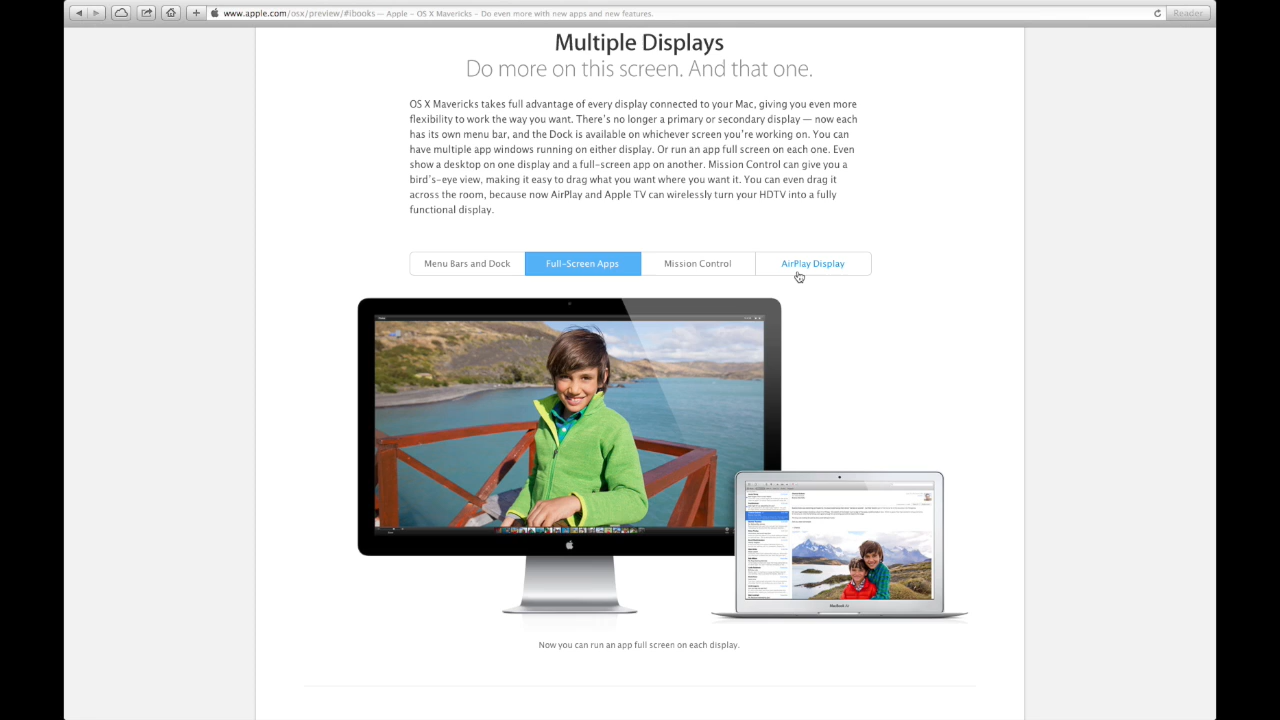 www.apple.com/osx/preview/#ibooks — Apple – OS X Mavericks – Do even more with new apps and new features.
Reader
Multiple Displays
Do more on this screen. And that one.
OS X Mavericks takes full advantage of every display connected to your Mac, giving you even more
flexibility to work the way you want. There's no longer a primary or secondary display — now each
has its own menu bar, and the Dock is available on whichever screen you're working on. You can
have multiple app windows running on either display. Or run an app full screen on each one. Even
show a desktop on one display and a full-screen app on another. Mission Control can give you a
bird's-eye view, making it easy to drag what you want where you want it. You can even drag it
across the room, because now AirPlay and Apple TV can wirelessly turn your HDTV into a fully
functional display.
Menu Bars and Dock
Full-Screen Apps
Mission Control
AirPlay Display
MacBook Air
Now you can run an app full screen on each display.